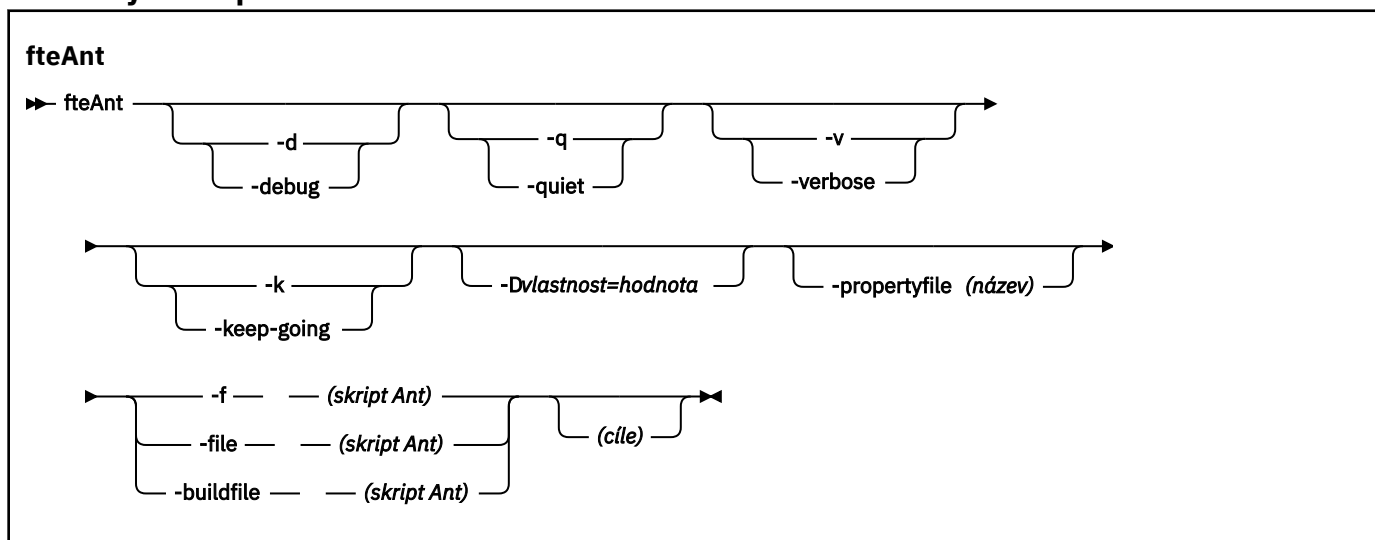 fteAnt
fteAnt
-d
-debug
-q
-quiet
-v
-verbose
-k
-keep-going
-Dvlastnost=hodnota
-propertyfile (název)
-f (skript Ant)
-file (skript Ant)
-buildfile (skript Ant)
(cíle)